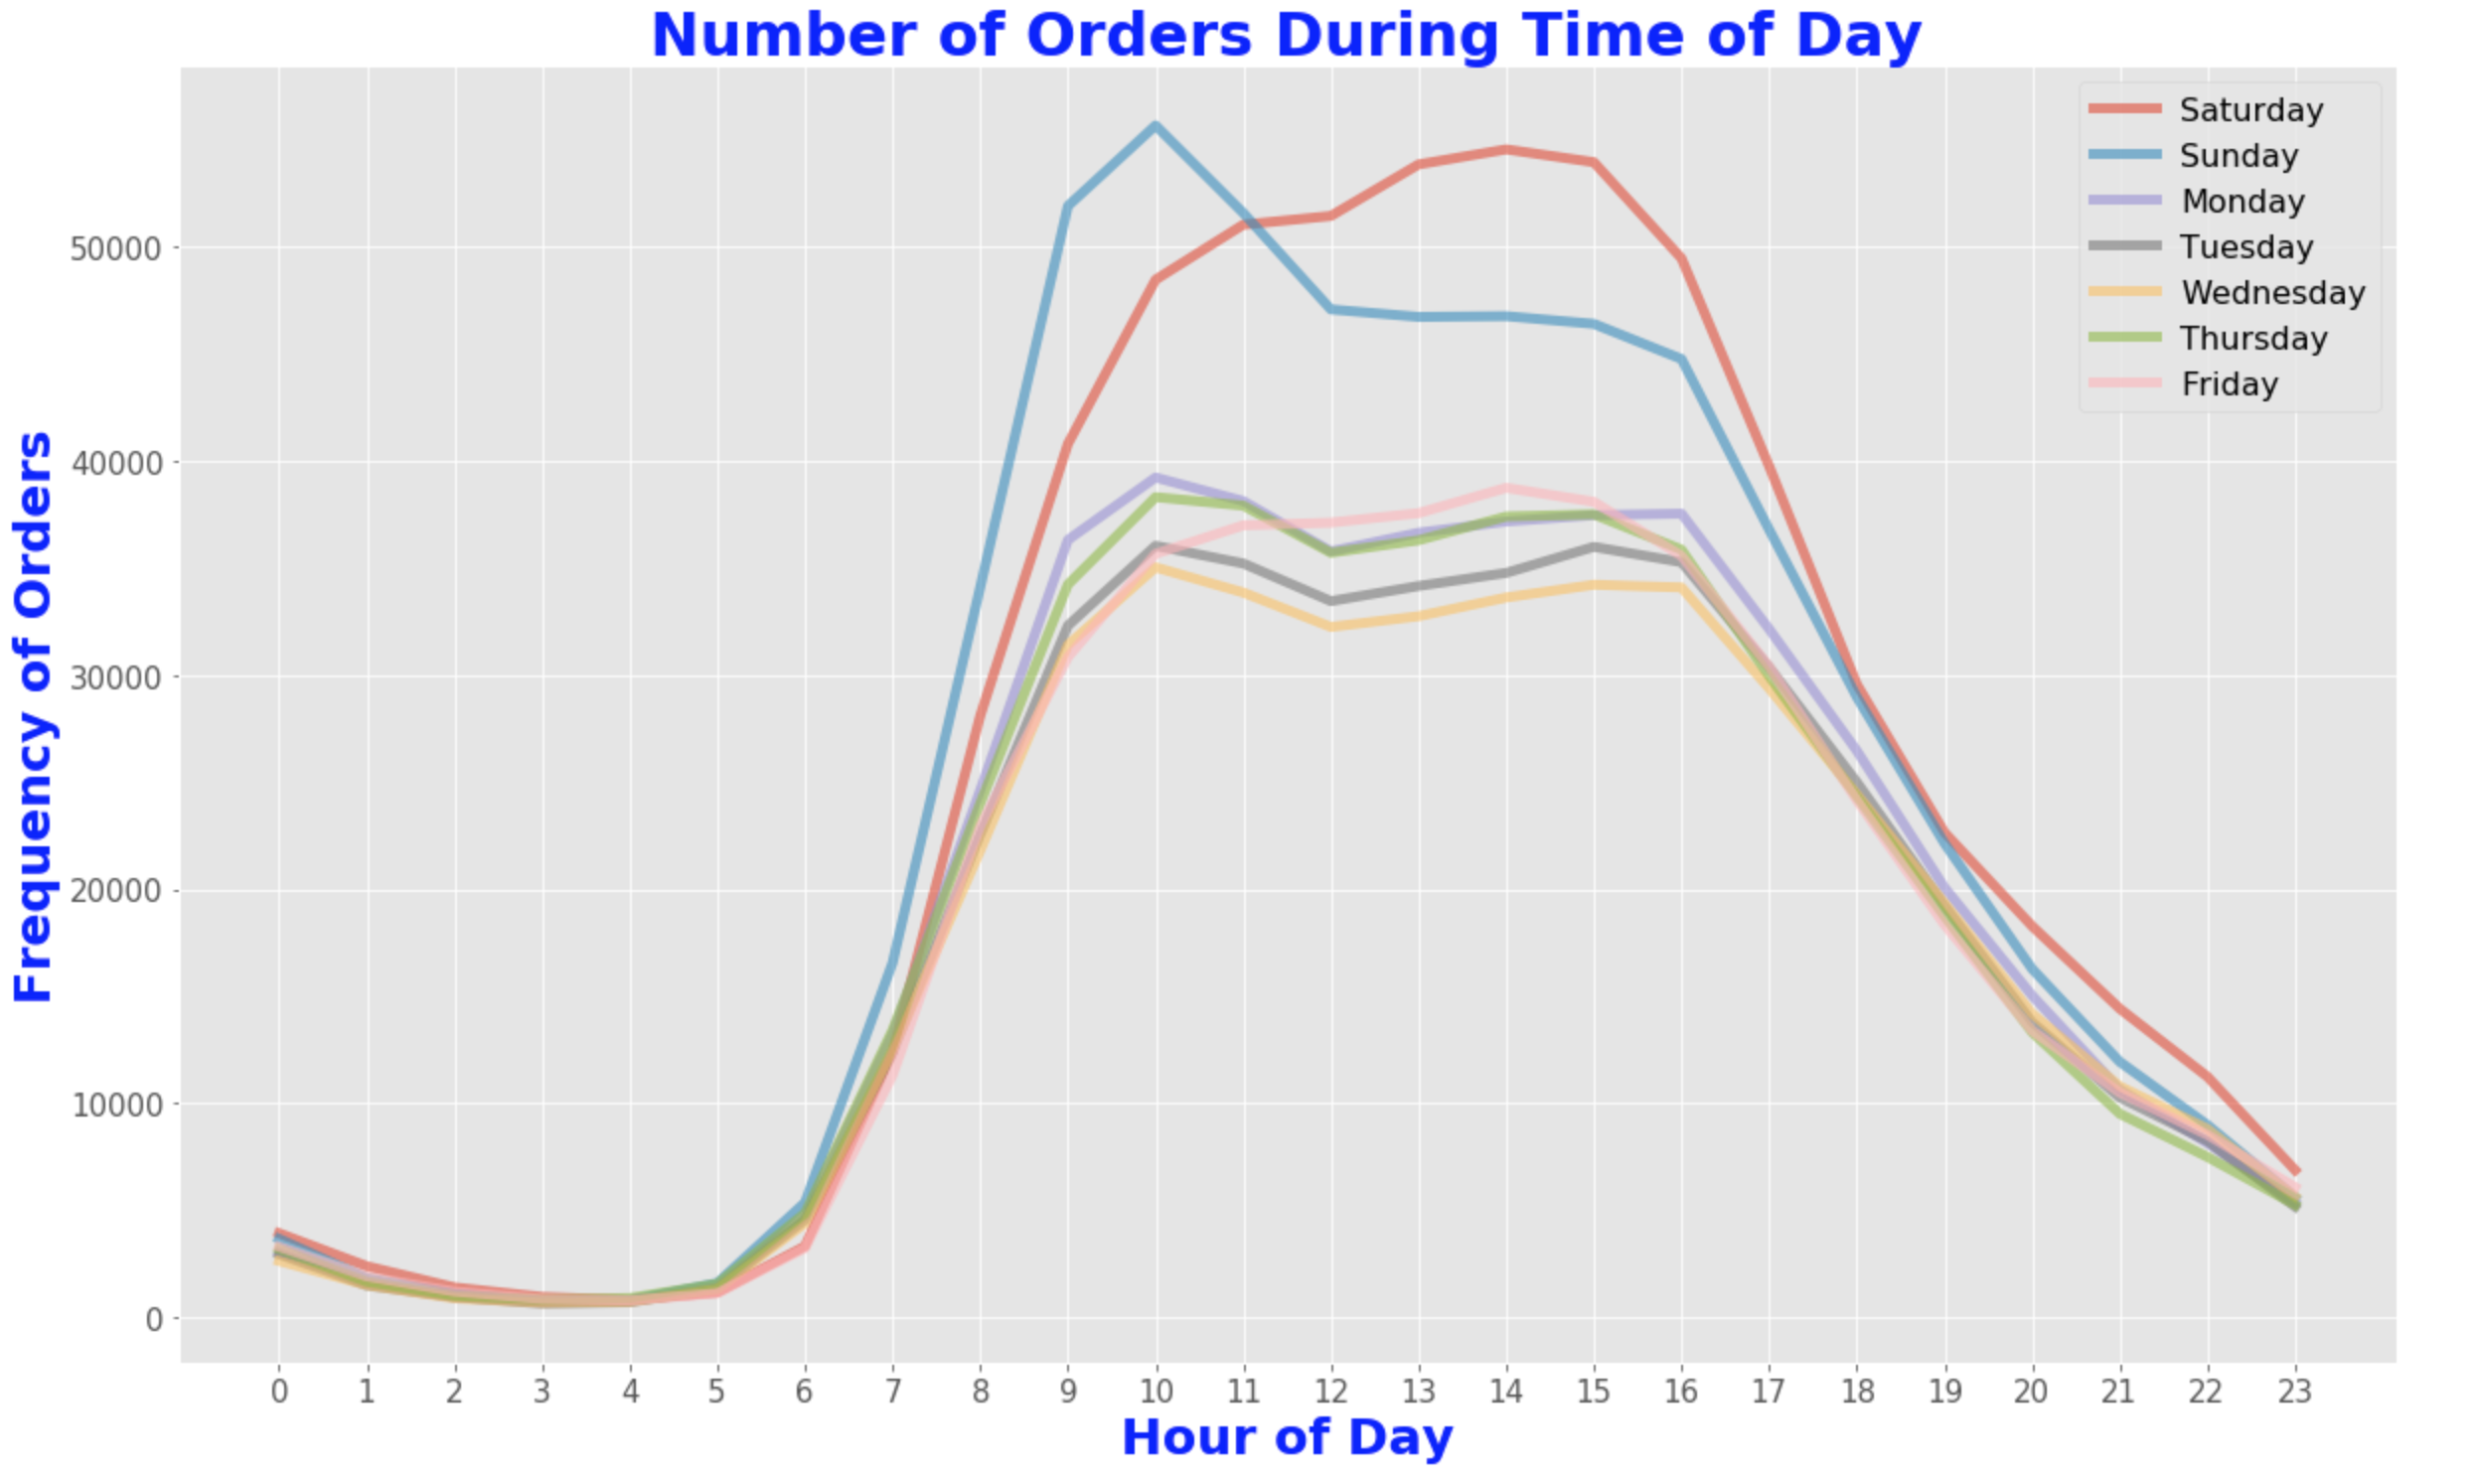 Number of Orders During Time of Day
Saturday
Sunday
Monday
Tuesday
Wednesday
Thursday
Friday
Frequency of Orders
50000
40000
30000
20000
10000
0
0 1 2 3 4 5 6 7 8 9 10 11 12 13 14 15 16 17 18 19 20 21 22 23
Hour of Day